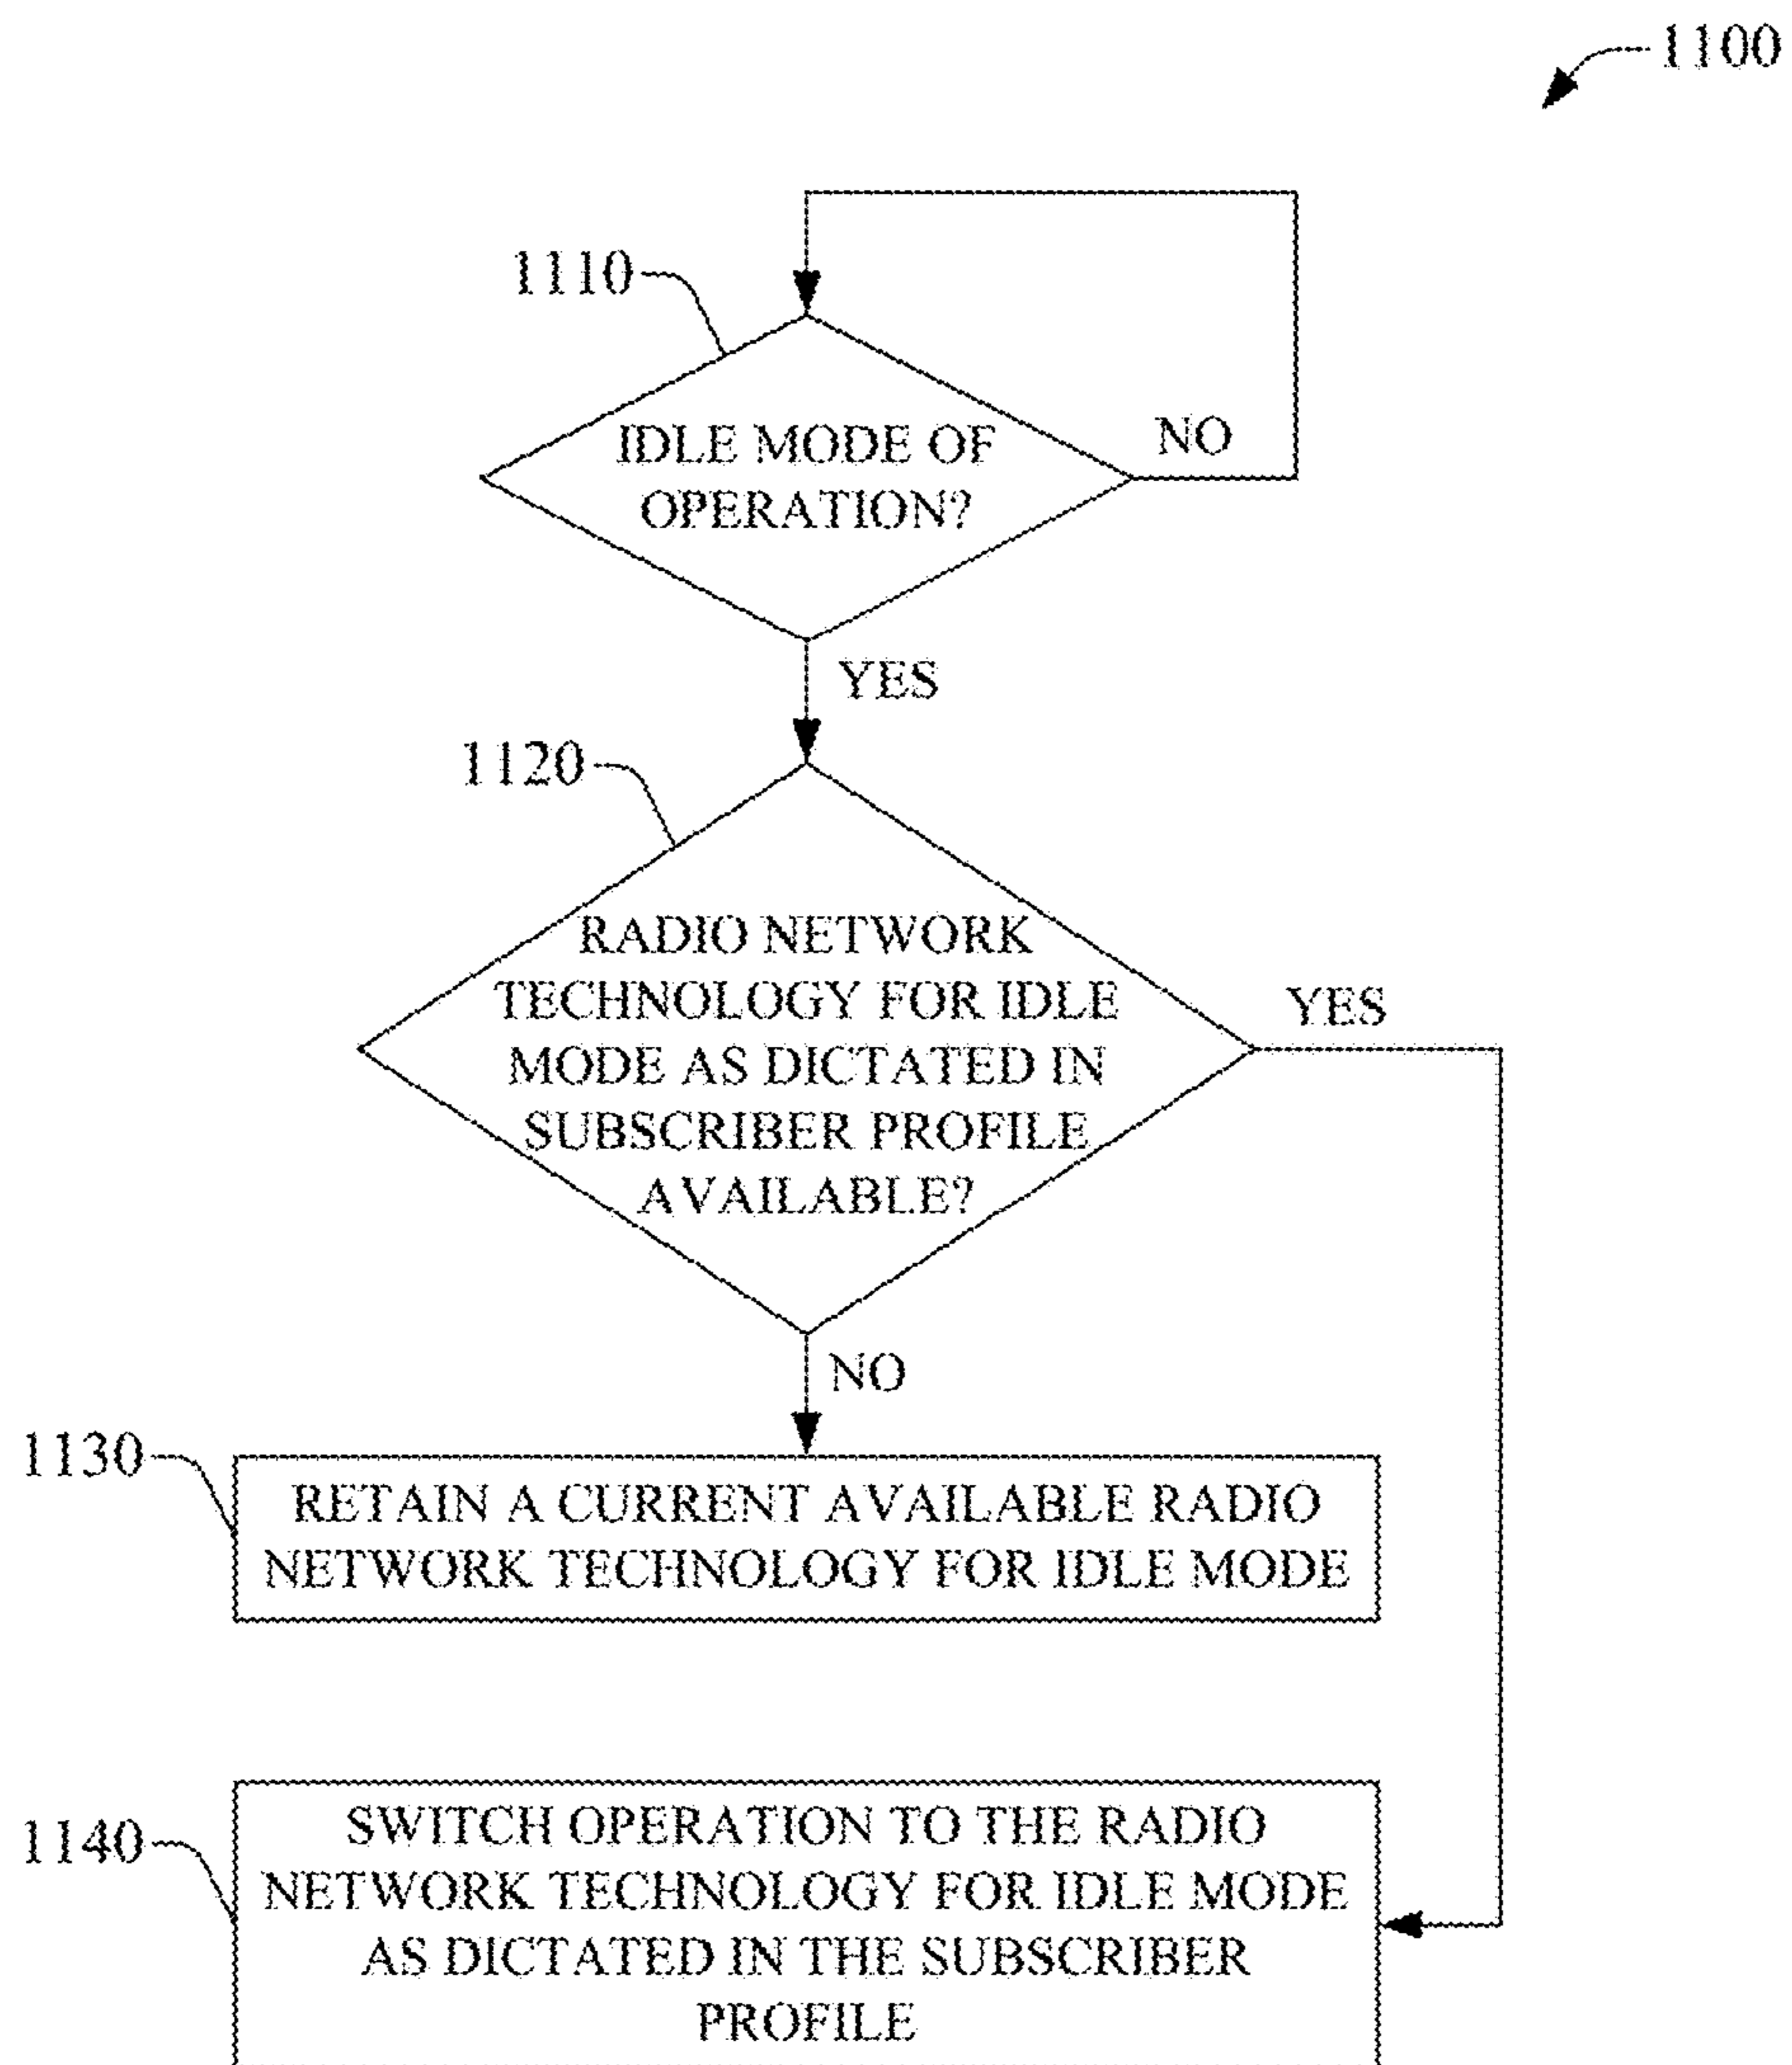 1100
1110
IDLE MODE OF
OPERATION?
NO
YES
1120
RADIO NETWORK
TECHNOLOGY FOR IDLE
MODE AS DICTATED IN
SUBSCRIBER PROFILE
AVAILABLE?
YES
NO
1130
RETAIN A CURRENT AVAILABLE RADIO
NETWORK TECHNOLOGY FOR IDLE MODE
1140
SWITCH OPERATION TO THE RADIO
NETWORK TECHNOLOGY FOR IDLE MODE
AS DICTATED IN THE SUBSCRIBER
PROFILE